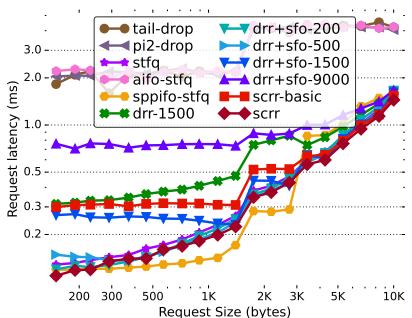 tail-drop
pi2-drop
stfq
aifo-stfq
sppifo-stfq
drr-1500
drr+sfo-200
drr+sfo-500
drr+sfo-1500
drr+sfo-9000
scrr-basic
scrr
Request latency (ms)
3.0
2.0
1.0
0.5
0.3
0.2
200 300 500 1K 2K 3K 5K 10K
Request Size (bytes)